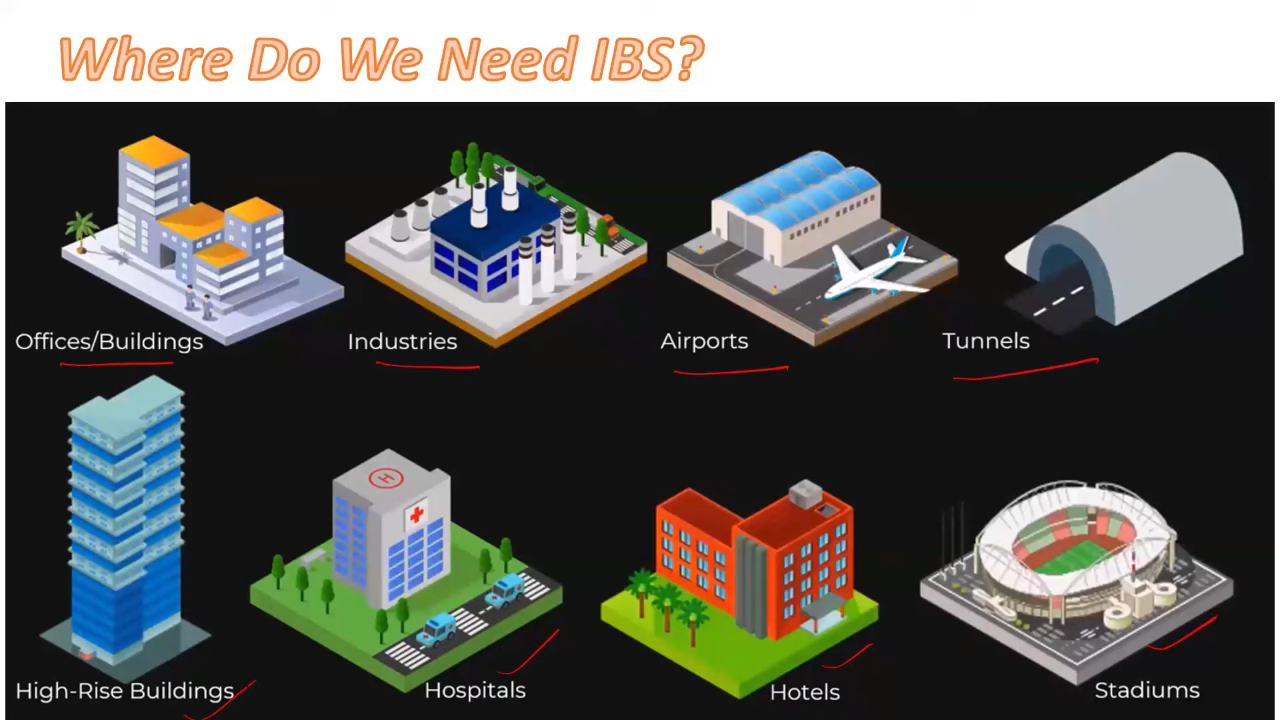 Where Do We Need IBS?
Offices/Buildings
Industries
Airports
Tunnels
H
High-Rise Buildings
Hospitals
Hotels
Stadiums